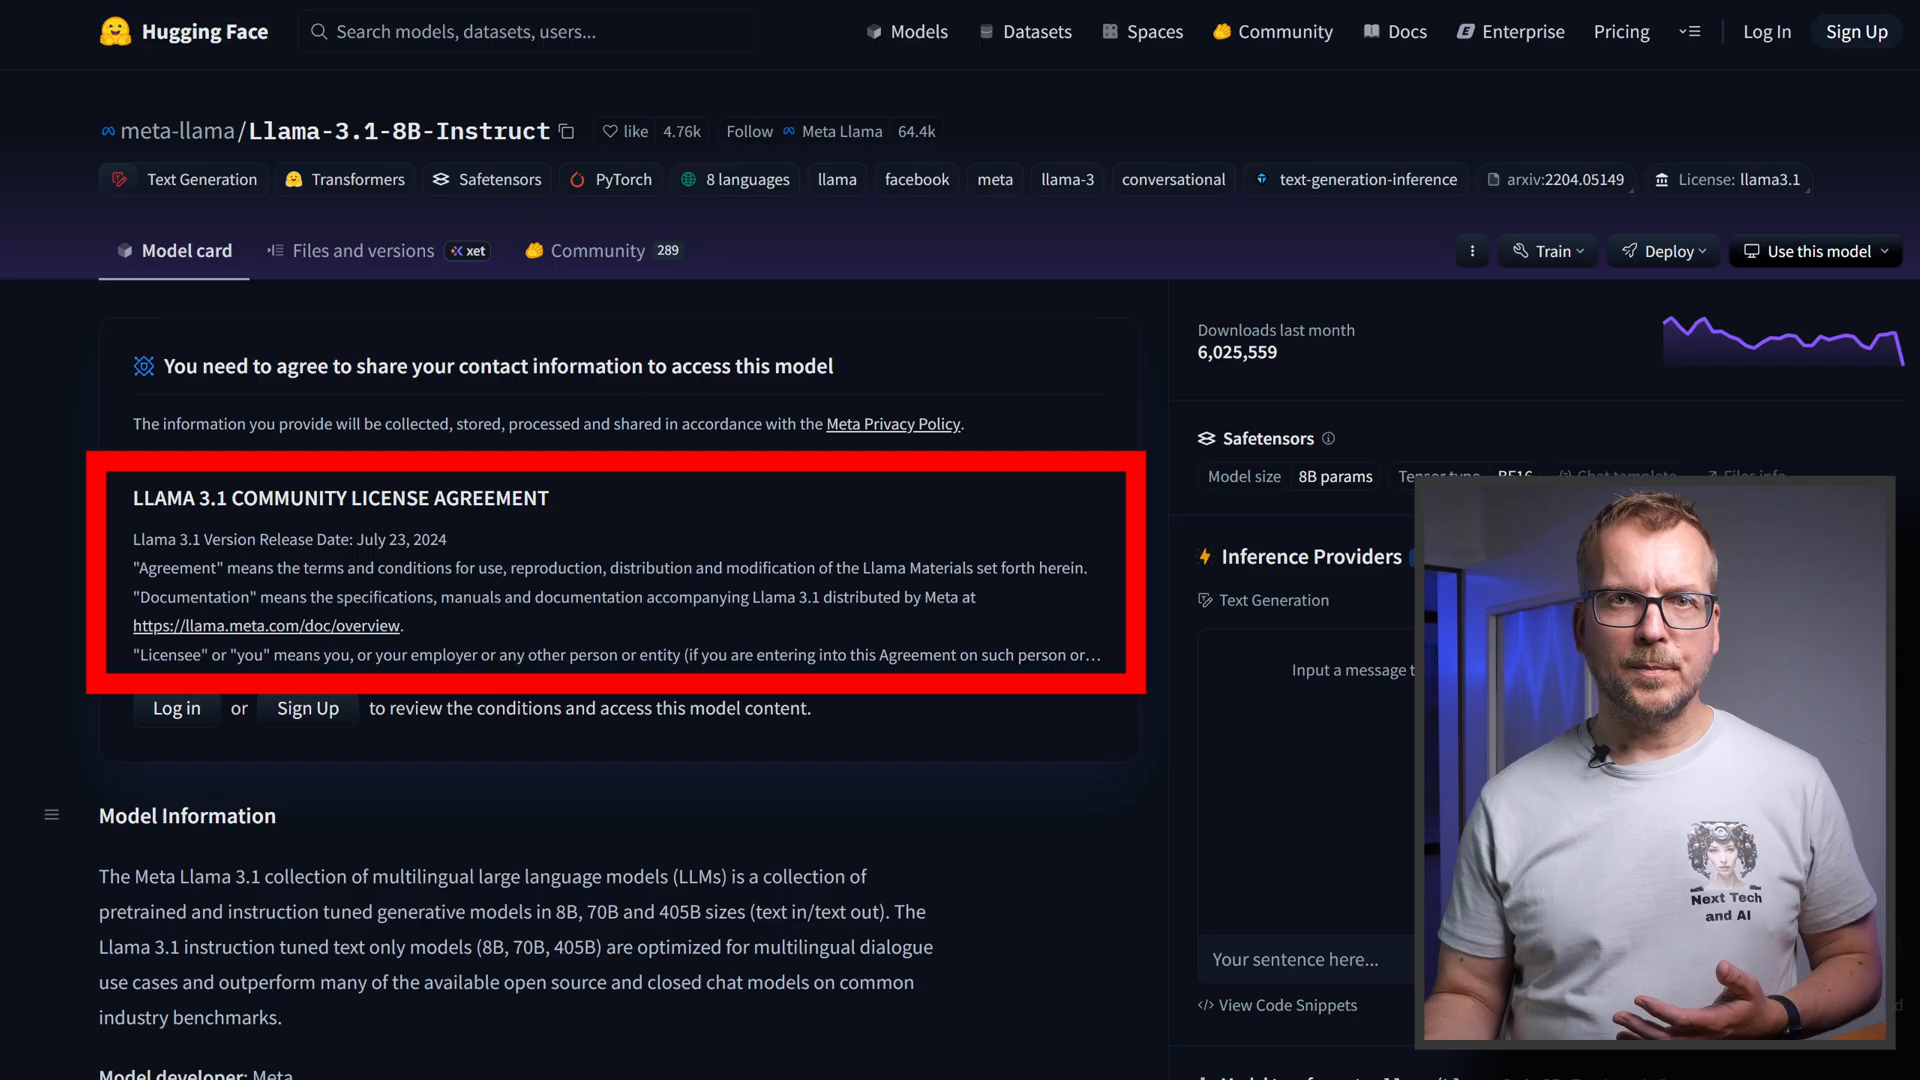 Hugging Face
Search models, datasets, users...
Models
Datasets
Spaces
Community
Docs
Enterprise
Pricing
Log In
Sign Up
meta-llama/Llama-3.1-8B-Instruct
like 4.76k
Follow Meta Llama 64.4k
Text Generation
Transformers
Safetensors
PyTorch
8 languages
llama
facebook
meta
llama-3
conversational
text-generation-inference
arxiv:2204.05149
License: llama3.1
Model card
Files and versions xet
Community 289
Train
Deploy
Use this model
You need to agree to share your contact information to access this model
The information you provide will be collected, stored, processed and shared in accordance with the Meta Privacy Policy.
LLAMA 3.1 COMMUNITY LICENSE AGREEMENT
Llama 3.1 Version Release Date: July 23, 2024
"Agreement" means the terms and conditions for use, reproduction, distribution and modification of the Llama Materials set forth herein.
"Documentation" means the specifications, manuals and documentation accompanying Llama 3.1 distributed by Meta at
https://llama.meta.com/doc/overview.
"Licensee" or "you" means you, or your employer or any other person or entity (if you are entering into this Agreement on such person or...
Log in or Sign Up to review the conditions and access this model content.
Model Information
The Meta Llama 3.1 collection of multilingual large language models (LLMs) is a collection of
pretrained and instruction tuned generative models in 8B, 70B and 405B sizes (text in/text out). The
Llama 3.1 instruction tuned text only models (8B, 70B, 405B) are optimized for multilingual dialogue
use cases and outperform many of the available open source and closed chat models on common
industry benchmarks.
Model developer: Meta
Downloads last month
6,025,559
Safetensors
Model size 8B params
Tensor type BF16
Chat template
Files info
Inference Providers
Text Generation
Input a message t
Your sentence here...
View Code Snippets
Next Tech
and AI